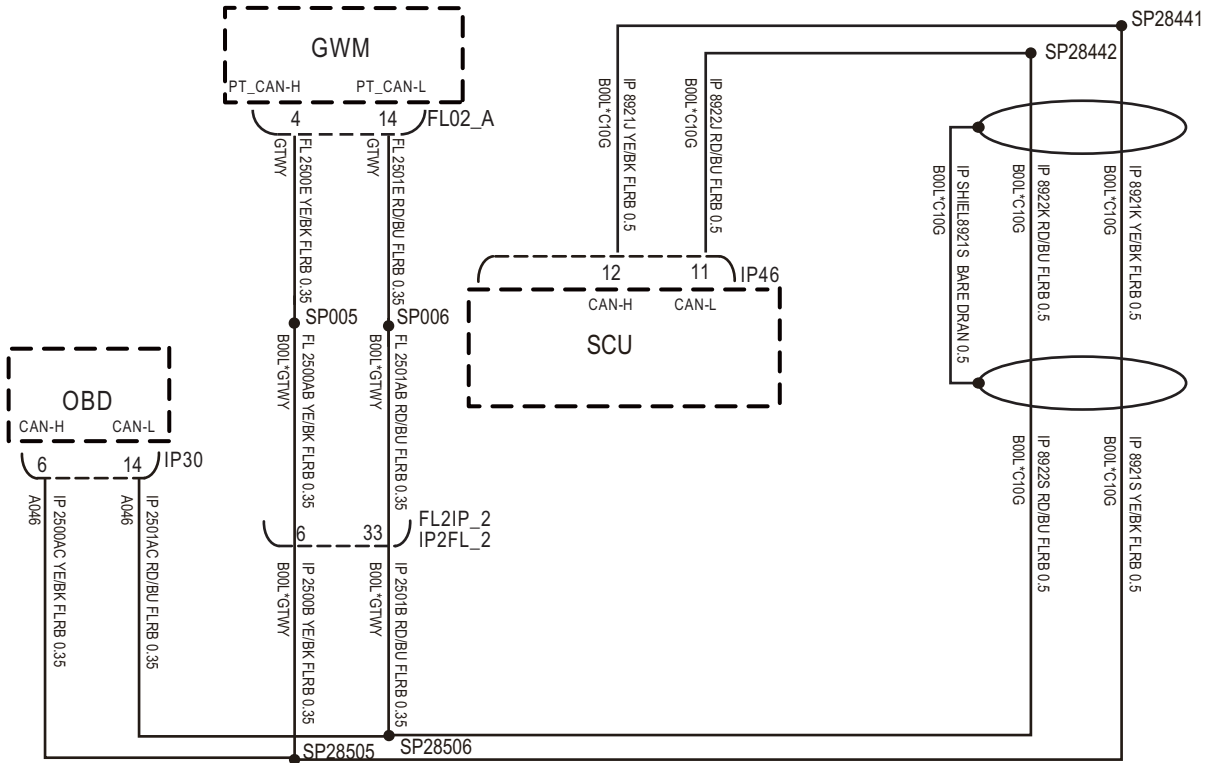 GWM
PT_CAN-H
PT_CAN-L
4
14
FL02_A
GTWY
FL 2500E YE/BK FLRB 0.35
GTWY
FL 2501E RD/BU FLRB 0.35
SP005
SP006
B00L*GTWY
FL 2500AB YE/BK FLRB 0.35
B00L*GTWY
FL 2501AB RD/BU FLRB 0.35
6
33
FL2IP_2
IP2FL_2
B00L*GTWY
IP 2500B YE/BK FLRB 0.35
B00L*GTWY
IP 2501B RD/BU FLRB 0.35
SP28505
SP28506
OBD
CAN-H
CAN-L
6
14
IP30
A046
IP 2500AC YE/BK FLRB 0.35
A046
IP 2501AC RD/BU FLRB 0.35
SP28441
SP28442
B00L*C10G
IP 8921J YE/BK FLRB 0.5
B00L*C10G
IP 8922J RD/BU FLRB 0.5
12
11
IP46
CAN-H
CAN-L
SCU
B00L*C10G
IP SHIEL8921S BARE DRAN 0.5
B00L*C10G
IP 8922K RD/BU FLRB 0.5
B00L*C10G
IP 8921K YE/BK FLRB 0.5
B00L*C10G
IP 8922S RD/BU FLRB 0.5
B00L*C10G
IP 8921S YE/BK FLRB 0.5